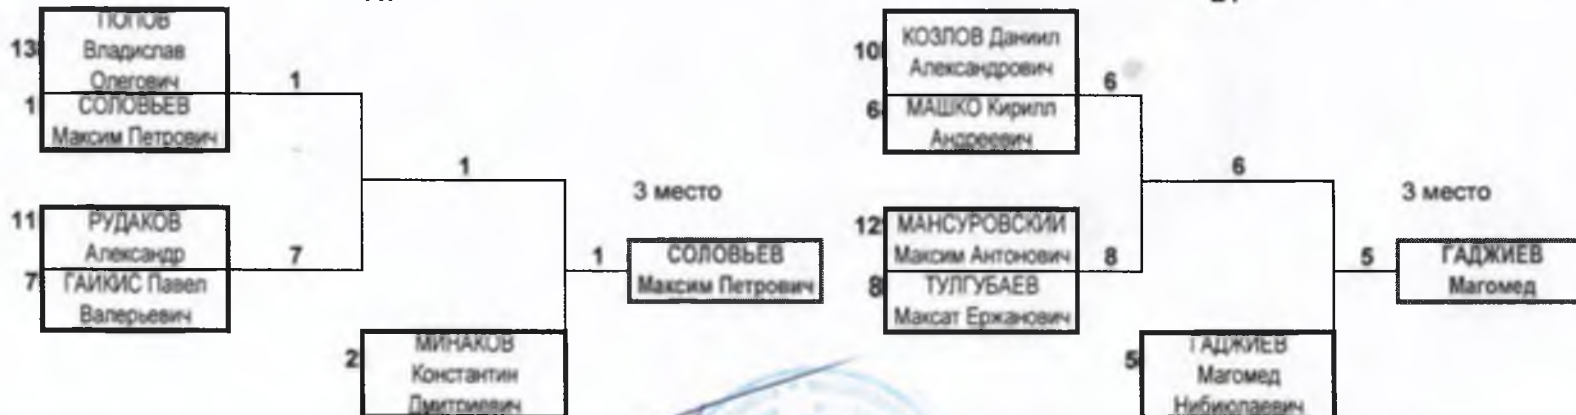 13
ПОПОВ
Владислав
Олегович
1
1
СОЛОВЬЕВ
Максим Петрович
1
11
РУДАКОВ
Александр
7
7
ГАЙКИС Павел
Валерьевич
2
МИНАКОВ
Константин
Дмитриевич
3 место
1
СОЛОВЬЕВ
Максим Петрович
10
КОЗЛОВ Даниил
Александрович
6
6
МАШКО Кирилл
Андреевич
6
12
МАНСУРОВСКИЙ
Максим Антонович
8
8
ТУЛГУБАЕВ
Максат Ержанович
5
ГАДЖИЕВ
Магомед
3 место
5
ГАДЖИЕВ
Магомед